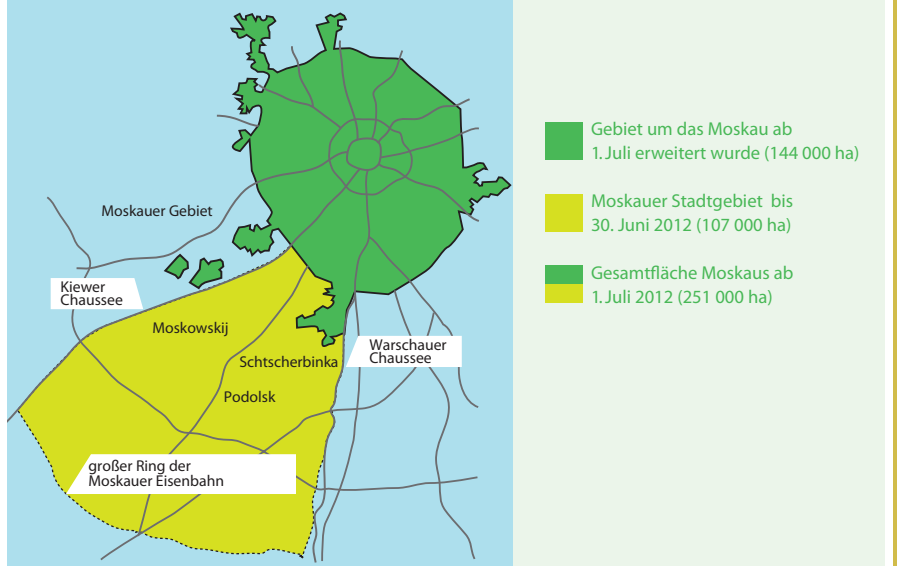 Moskauer Gebiet
Kiewer
Chaussee
Moskowskij
Warschauer
Chaussee
Schtscherbinka
Podolsk
großer Ring der
Moskauer Eisenbahn
Gebiet um das Moskau ab
1. Juli erweitert wurde (144 000 ha)
Moskauer Stadtgebiet bis
30. Juni 2012 (107 000 ha)
Gesamtfläche Moskaus ab
1. Juli 2012 (251 000 ha)